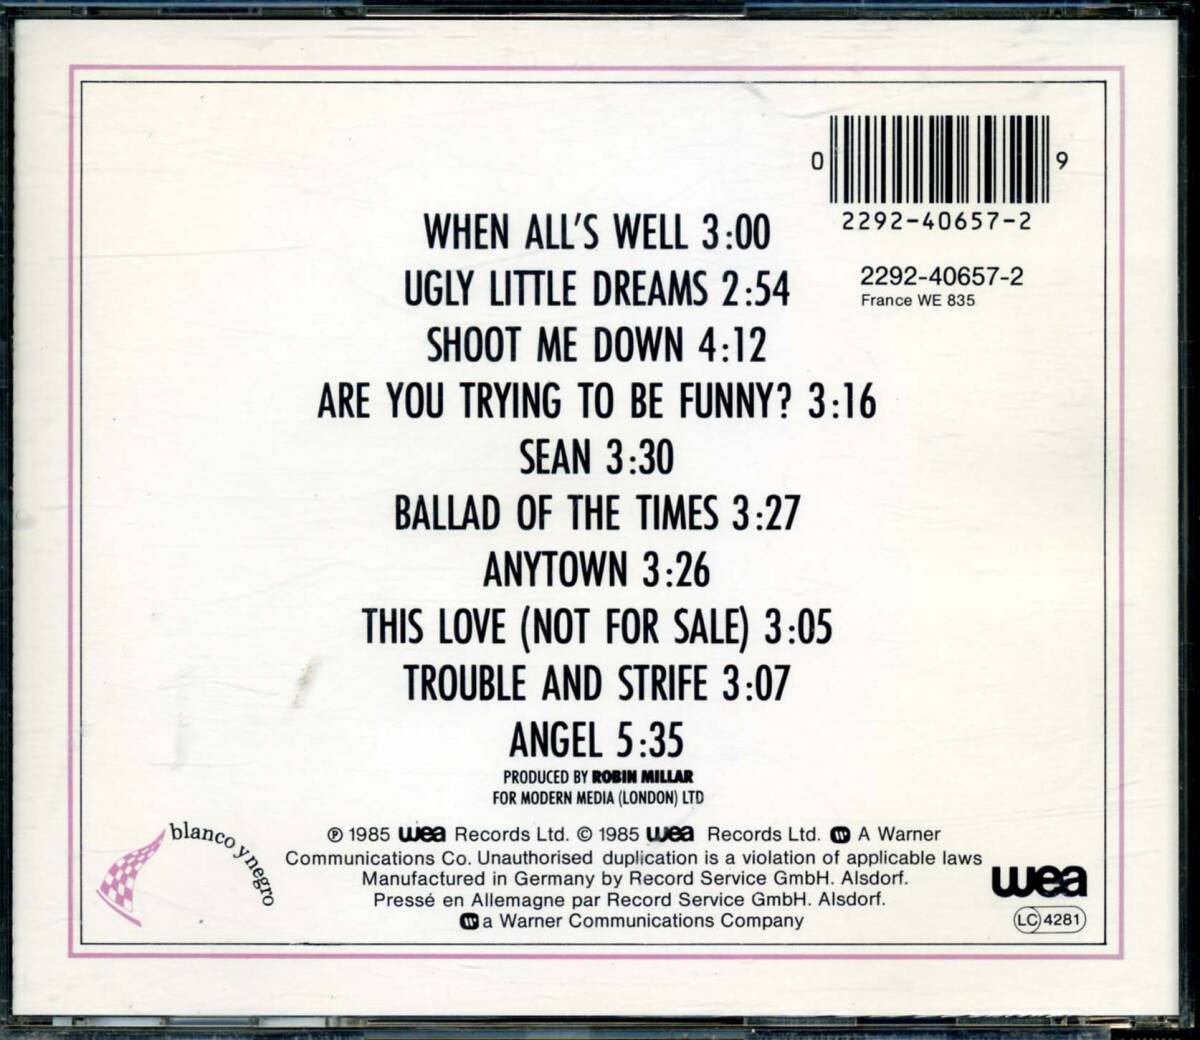 0 9
2292-40657-2
2292-40657-2
France WE 835
WHEN ALL'S WELL 3:00
UGLY LITTLE DREAMS 2:54
SHOOT ME DOWN 4:12
ARE YOU TRYING TO BE FUNNY? 3:16
SEAN 3:30
BALLAD OF THE TIMES 3:27
ANYTOWN 3:26
THIS LOVE (NOT FOR SALE) 3:05
TROUBLE AND STRIFE 3:07
ANGEL 5:35
PRODUCED BY ROBIN MILLAR
FOR MODERN MEDIA (LONDON) LTD
blanco y negro
℗ 1985 wea Records Ltd. © 1985 wea Records Ltd. W A Warner
Communications Co. Unauthorised duplication is a violation of applicable laws
Manufactured in Germany by Record Service GmbH. Alsdorf.
Pressé en Allemagne par Record Service GmbH. Alsdorf.
W a Warner Communications Company
wea
LC 4281